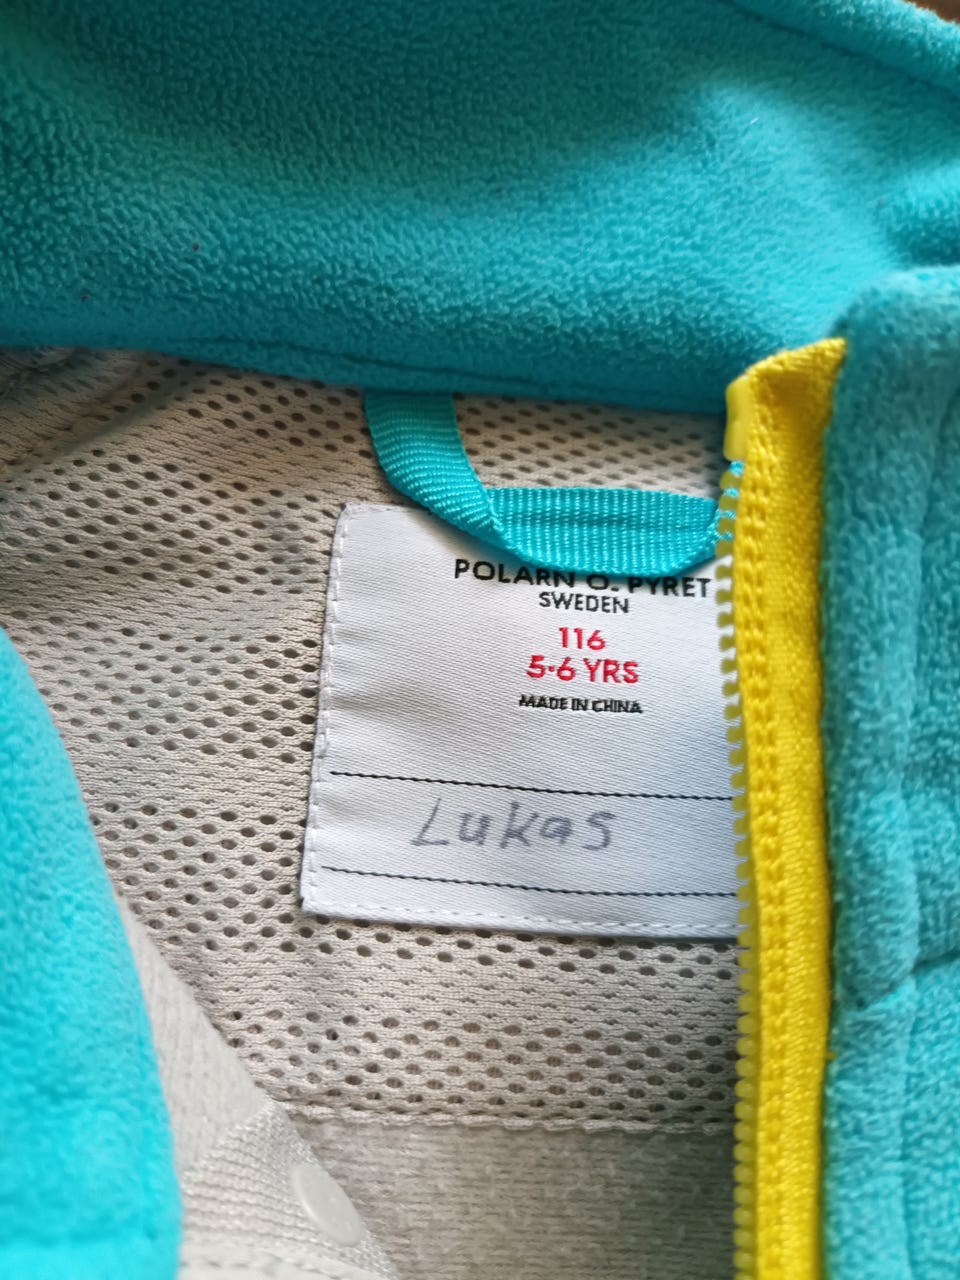 POLARN O. PYRET
SWEDEN
116
5-6 YRS
MADE IN CHINA
Lukas